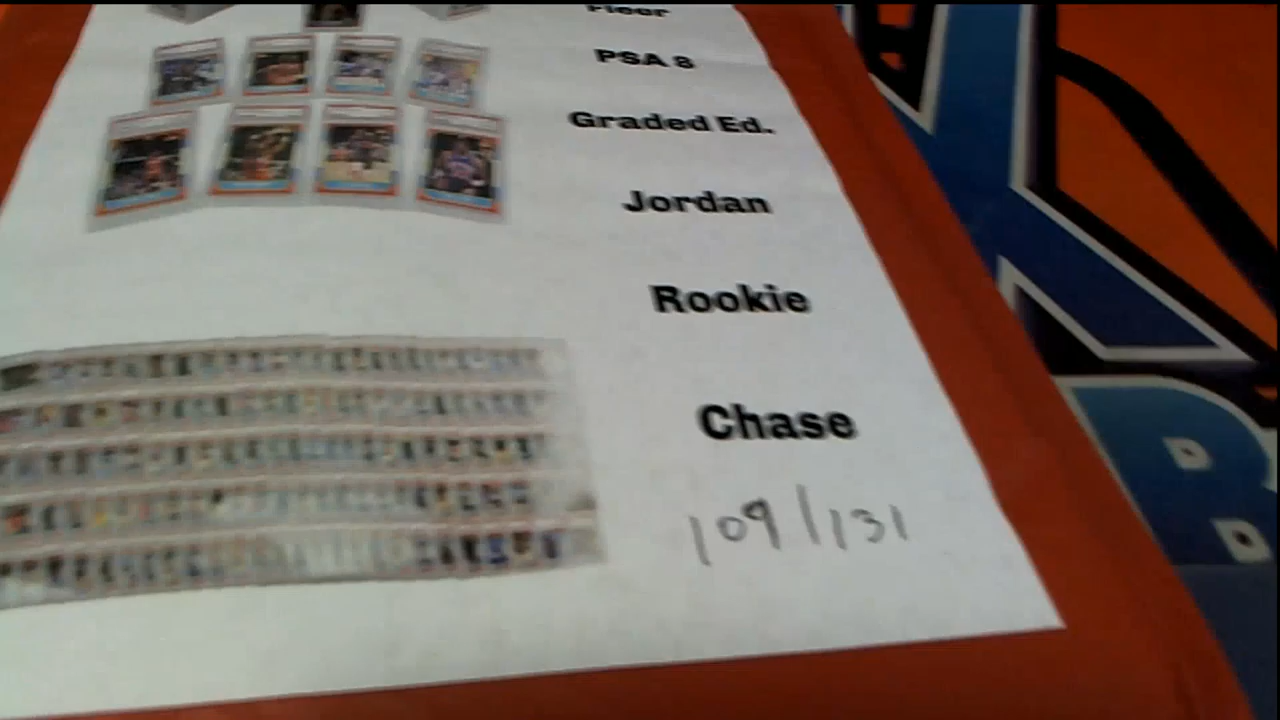 Fleer
PSA 8
Graded Ed.
Jordan
Rookie
Chase
109/131